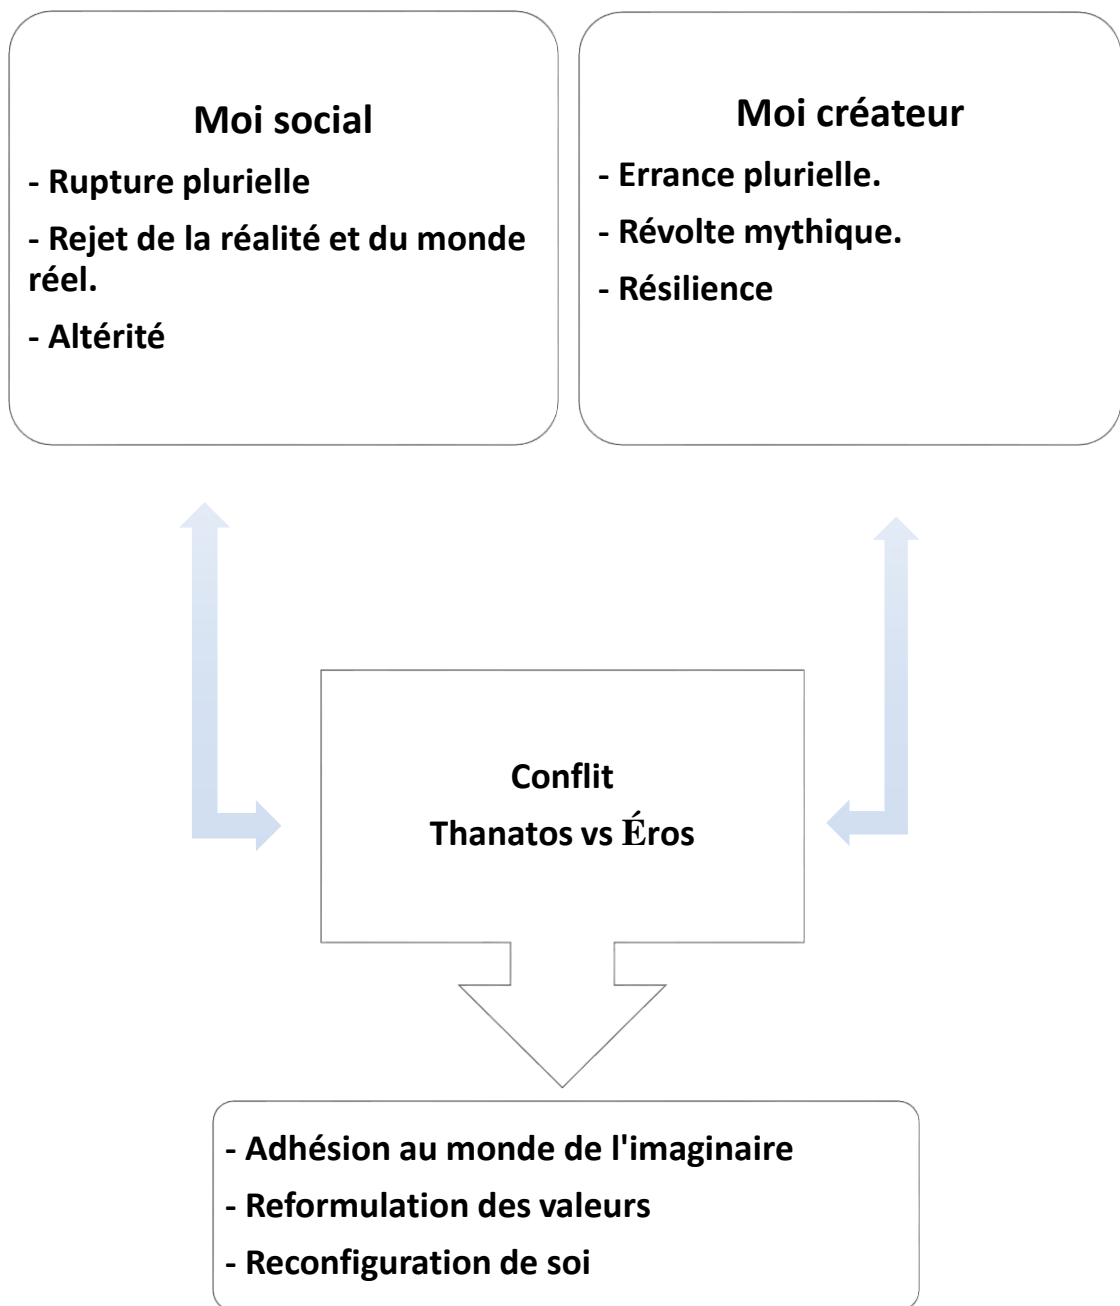 Moi social
- Rupture plurielle
- Rejet de la réalité et du monde
réel.
- Altérité
Moi créateur
- Errance plurielle.
- Révolte mythique.
- Résilience
Conflit
Thanatos vs Éros
- Adhésion au monde de l'imaginaire
- Reformulation des valeurs
- Reconfiguration de soi